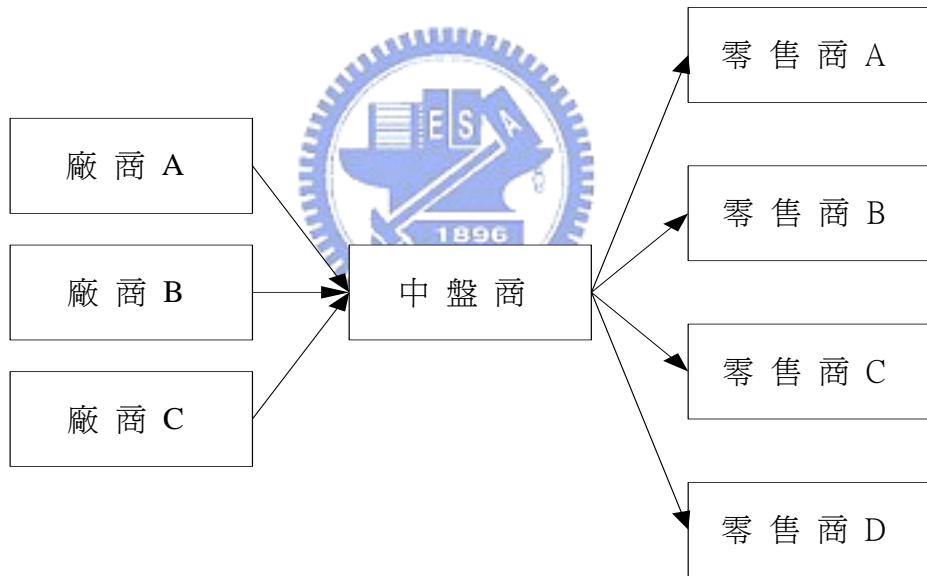 廠 商 A
廠 商 B
廠 商 C
E S A
1896
中 盤 商
零 售 商 A
零 售 商 B
零 售 商 C
零 售 商 D